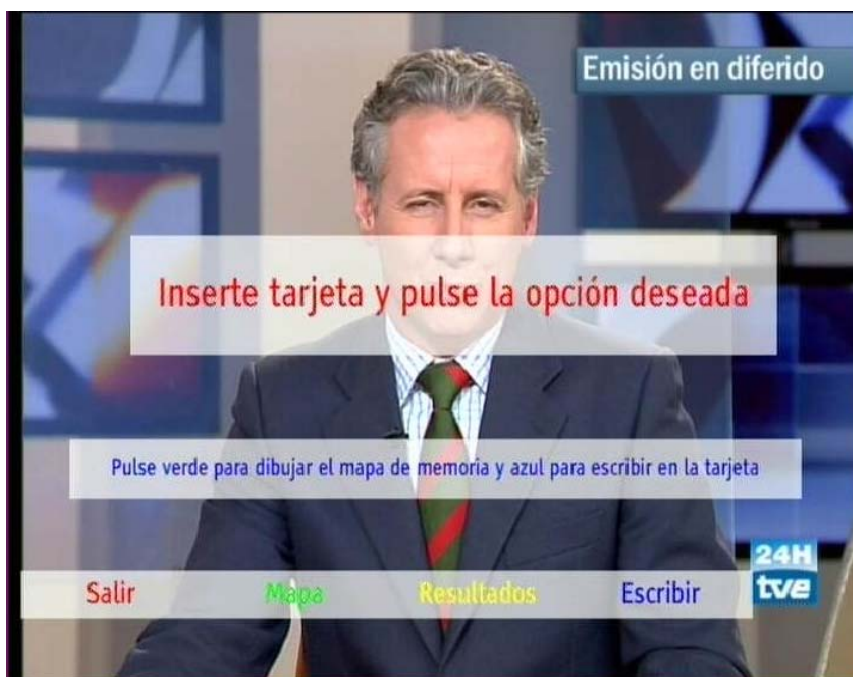 Emisión en diferido
Inserte tarjeta y pulse la opción deseada
Pulse verde para dibujar el mapa de memoria y azul para escribir en la tarjeta
24H
tve
Salir Mapa Resultados Escribir